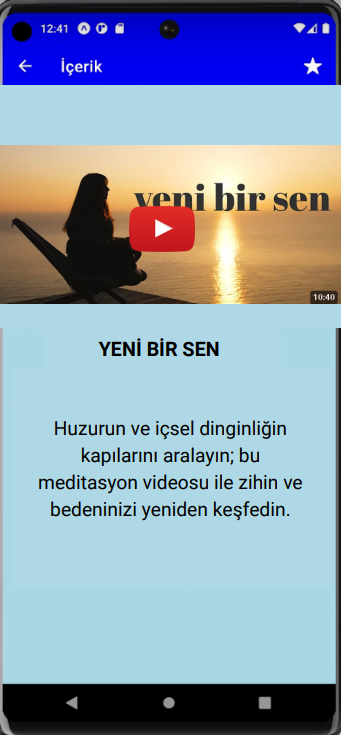 12:41
İçerik
yeni bir sen
10:40
YENİ BİR SEN
Huzurun ve içsel dinginliğin
kapılarını aralayın; bu
meditasyon videosu ile zihin ve
bedeninizi yeniden keşfedin.